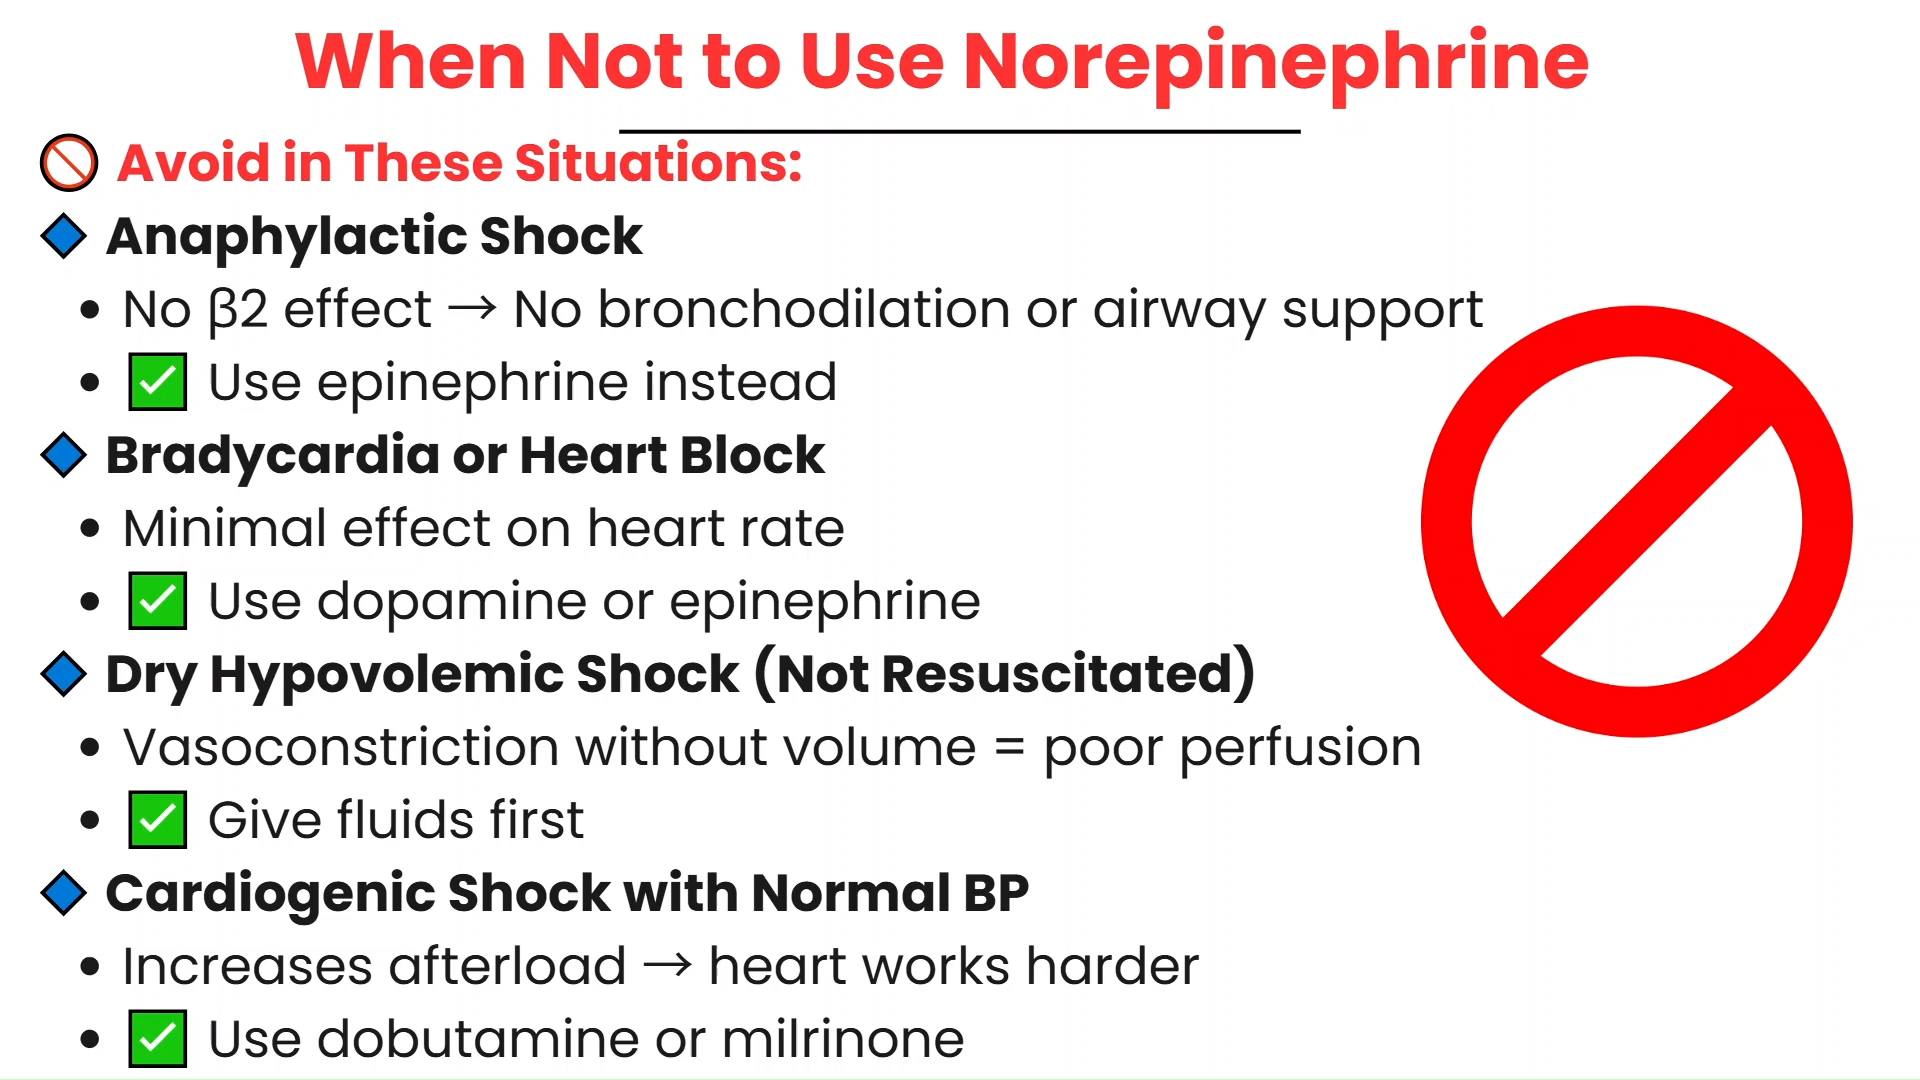 When Not to Use Norepinephrine
🚫 Avoid in These Situations:
🔷 Anaphylactic Shock
• No β2 effect → No bronchodilation or airway support
• ✅ Use epinephrine instead
🔷 Bradycardia or Heart Block
• Minimal effect on heart rate
• ✅ Use dopamine or epinephrine
🔷 Dry Hypovolemic Shock (Not Resuscitated)
• Vasoconstriction without volume = poor perfusion
• ✅ Give fluids first
🔷 Cardiogenic Shock with Normal BP
• Increases afterload → heart works harder
• ✅ Use dobutamine or milrinone